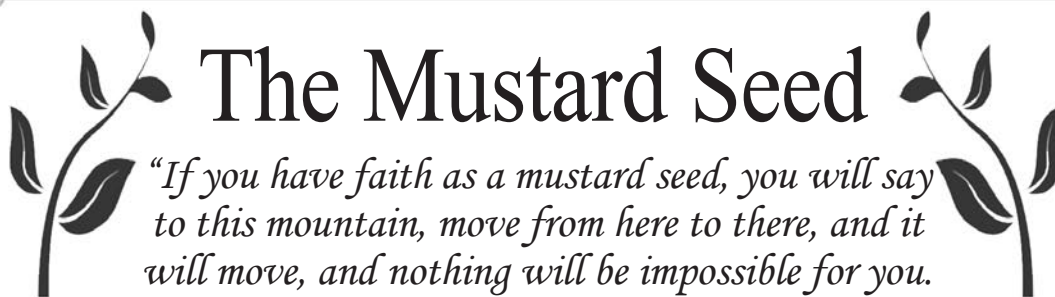 The Mustard Seed
“If you have faith as a mustard seed, you will say
to this mountain, move from here to there, and it
will move, and nothing will be impossible for you.